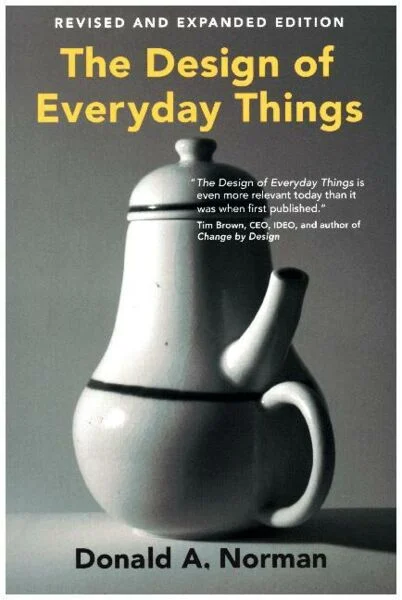 REVISED AND EXPANDED EDITION
The Design of
Everyday Things
"The Design of Everyday Things is
even more relevant today than it
was when first published."
Tim Brown, CEO, IDEO, and author of
Change by Design
Donald A. Norman